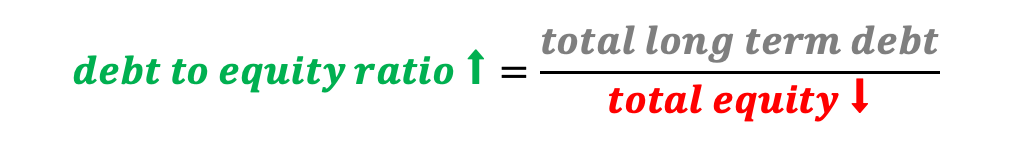 debt to equity ratio ⬆ = total long term debt
total equity ⬇